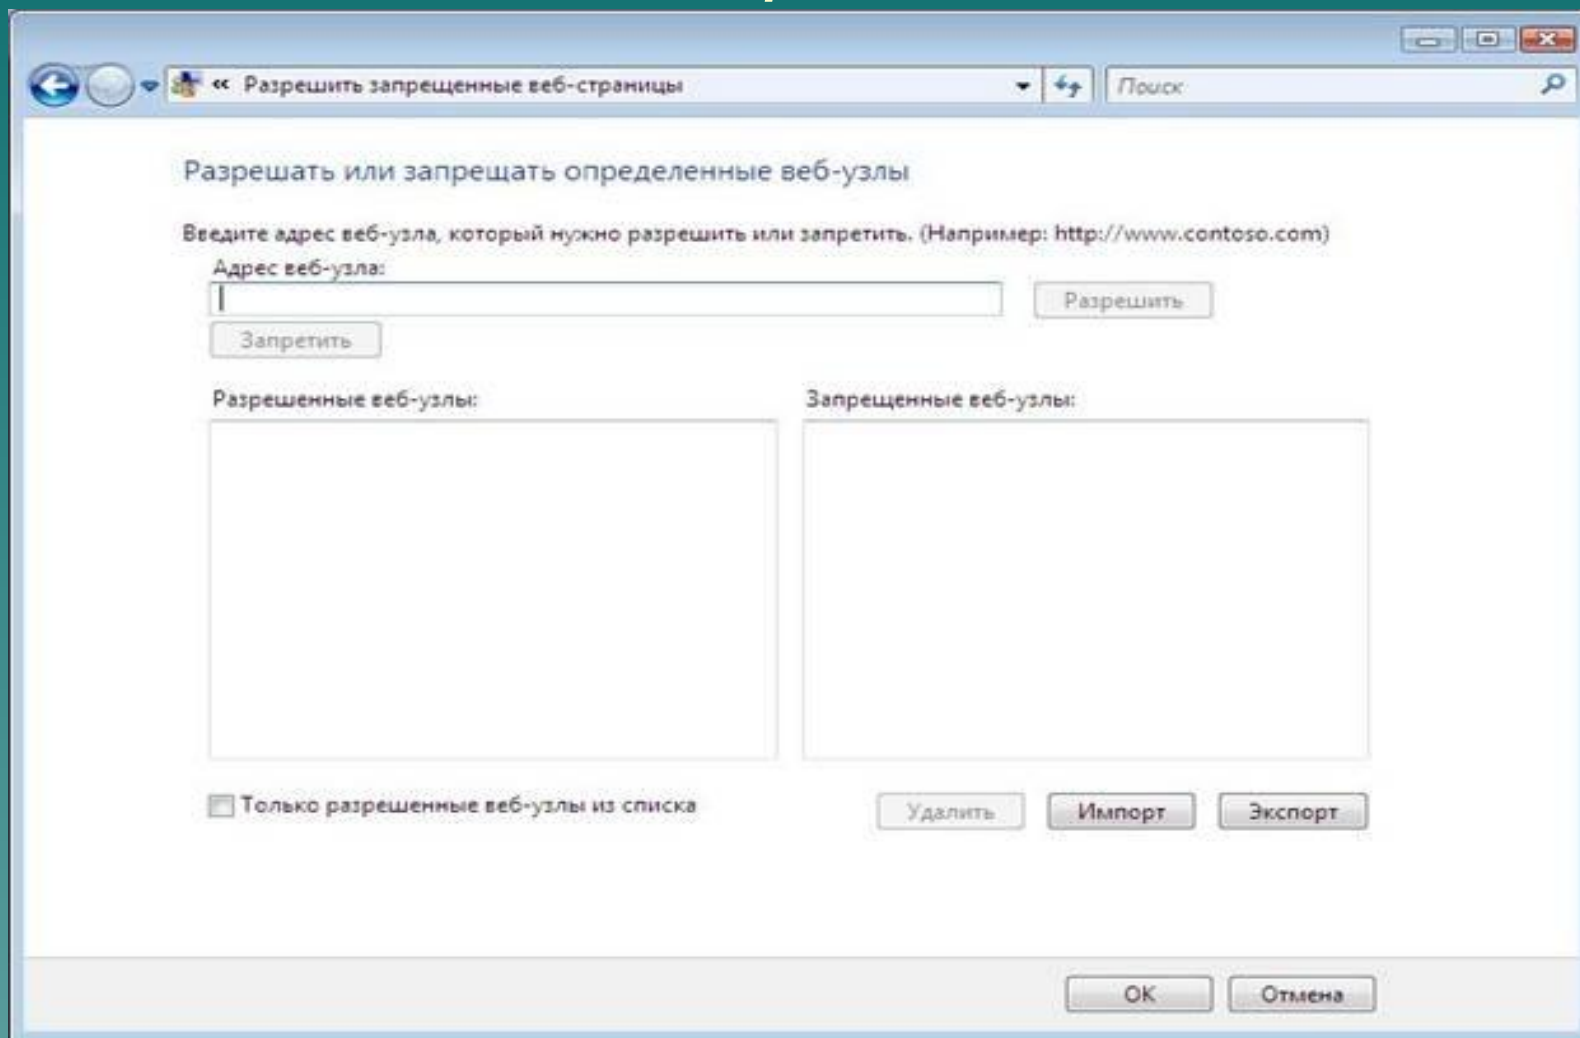 « Разрешить запрещенные веб-страницы
Поиск
Разрешать или запрещать определенные веб-узлы
Введите адрес веб-узла, который нужно разрешить или запретить. (Например: http://www.contoso.com)
Адрес веб-узла:
Разрешить
Запретить
Разрешенные веб-узлы: Запрещенные веб-узлы:
Только разрешенные веб-узлы из списка
Удалить Импорт Экспорт
ОК Отмена